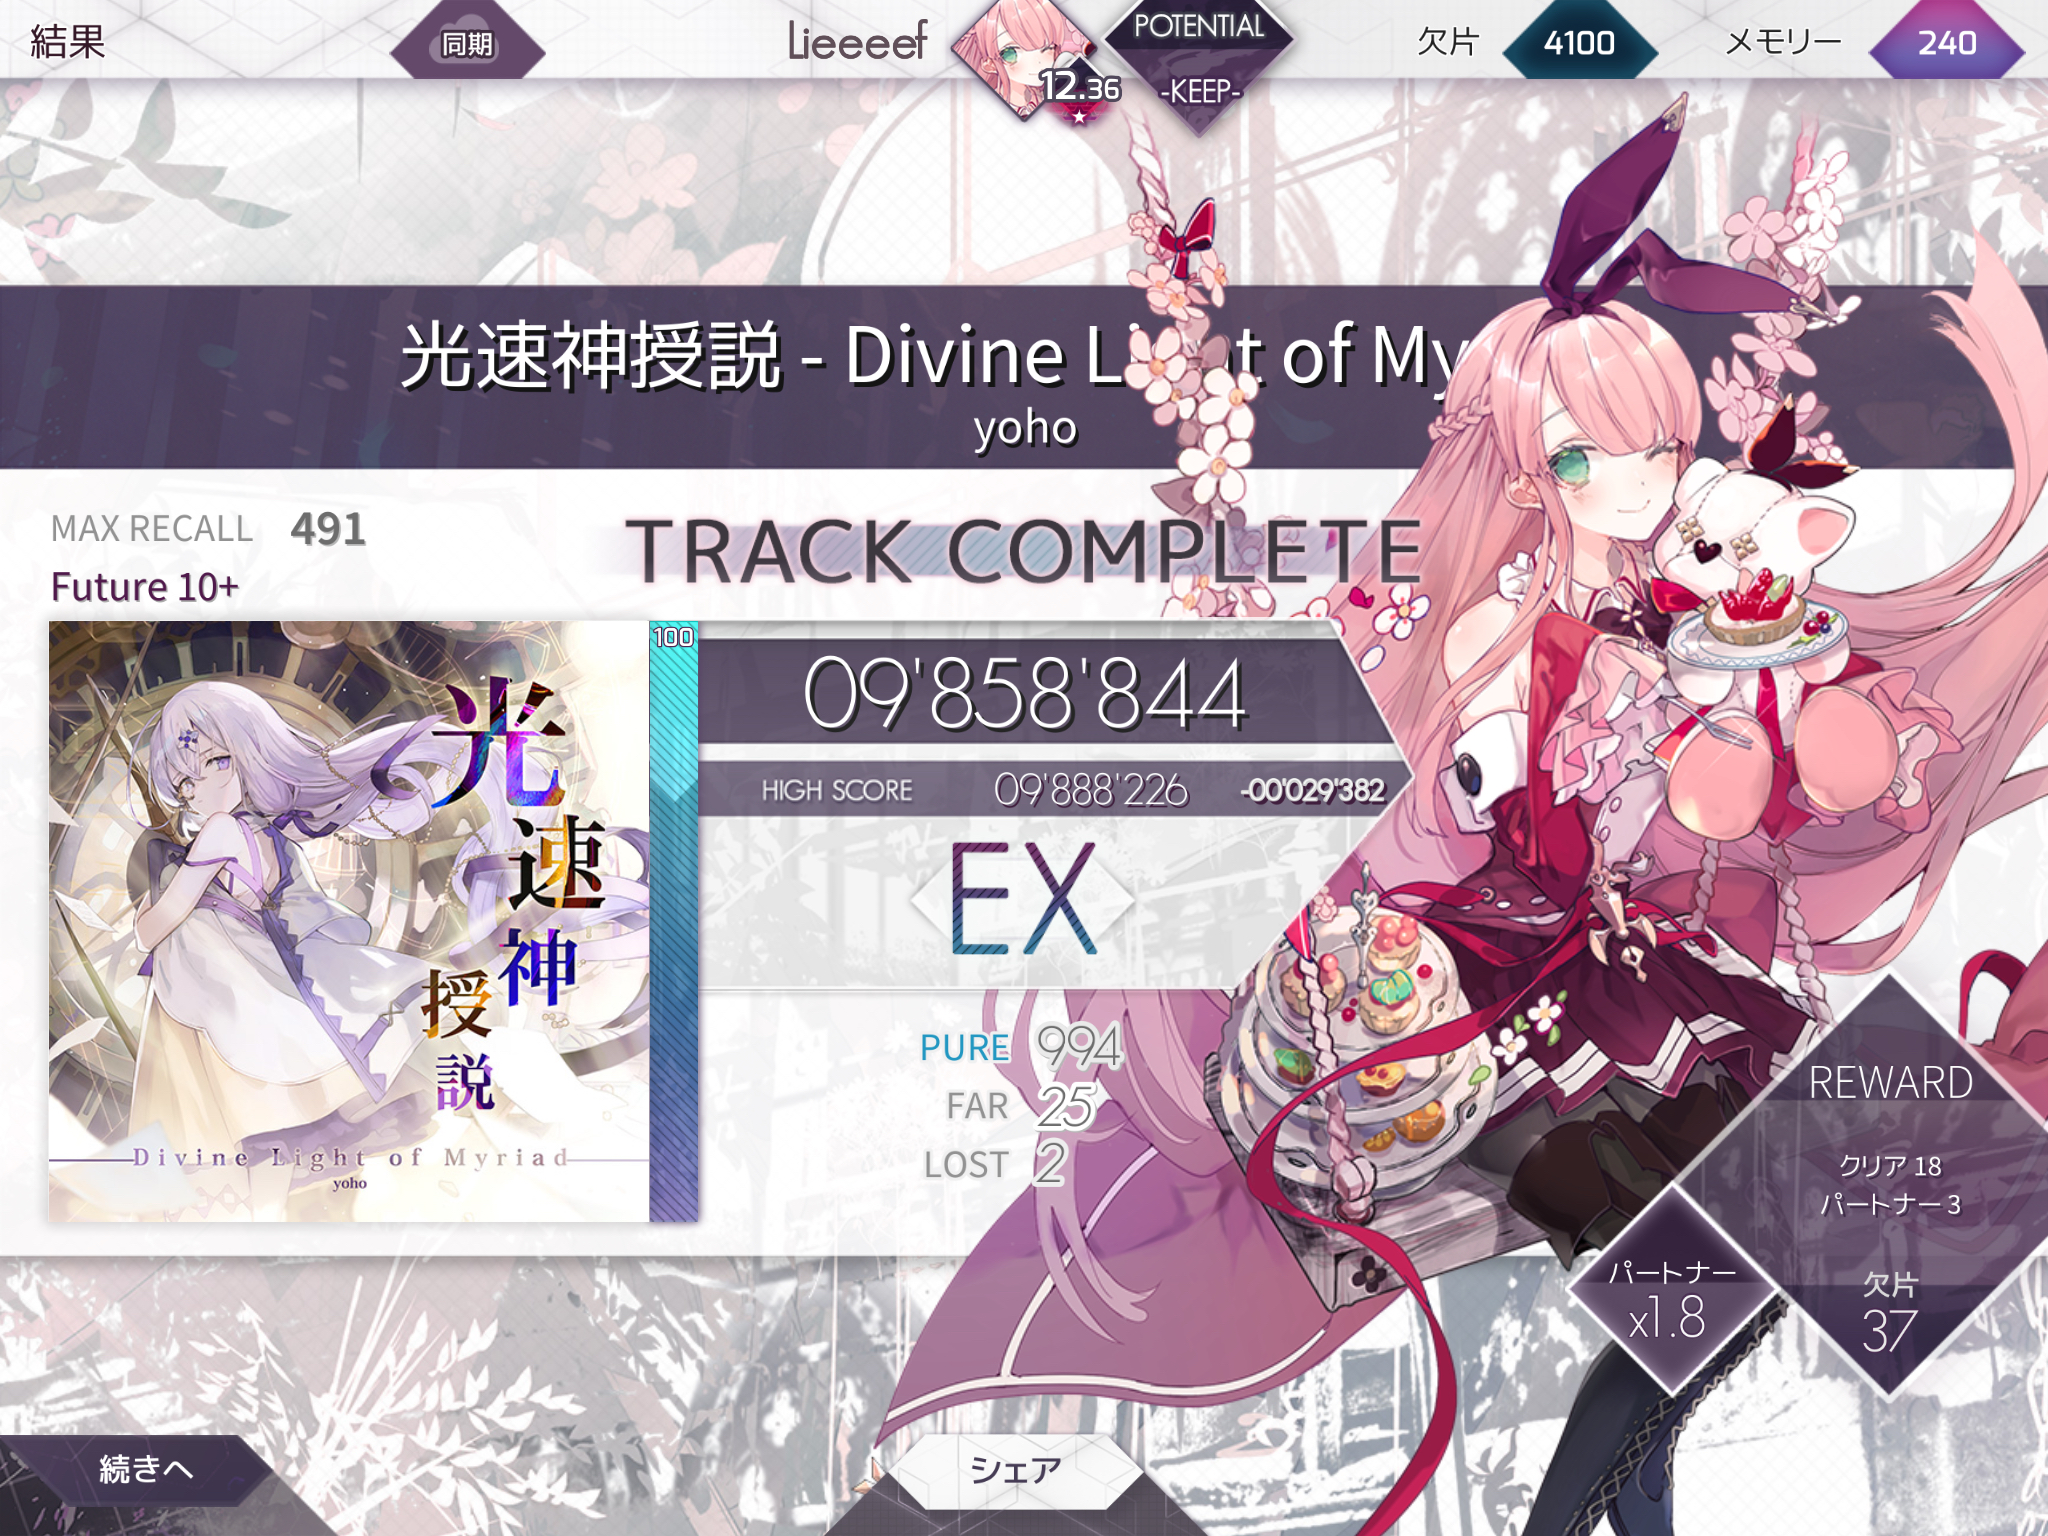 結果
同期
Lieeeef
12.36
POTENTIAL
-KEEP-
欠片
4100
メモリー
240
光速神授説 - Divine Light of My
yoho
MAX RECALL 491
Future 10+
TRACK COMPLETE
100
09'858'844
HIGH SCORE 09'888'226 -00'029'382
EX
光速神授説
Divine Light of Myriad
yoho
PURE 994
FAR 25
LOST 2
REWARD
クリア 18
パートナー 3
パートナー
x1.8
欠片
37
続きへ
シェア